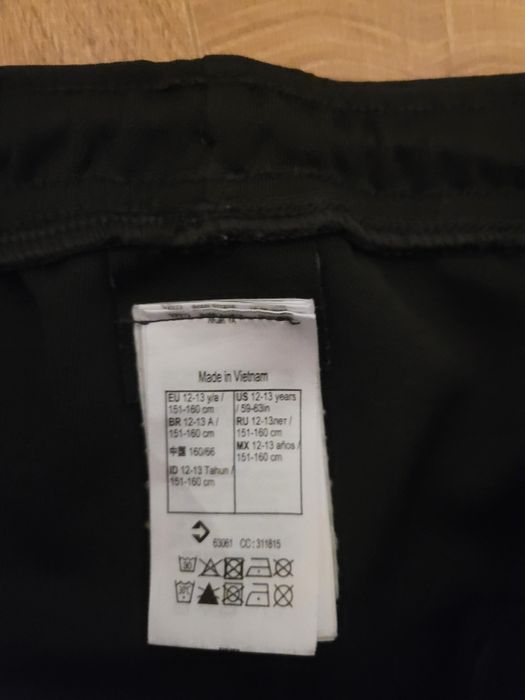 Made in Vietnam
EU 12-13 y/a /
151-160 cm
BR 12-13 A /
151-160 cm
中国 160/66
ID 12-13 Tahun /
151-160 cm
US 12-13 years
/ 59-63in
RU 12-13лет /
151-160 cm
MX 12-13 años /
151-160 cm
63061 CC: 311815
30
30°C